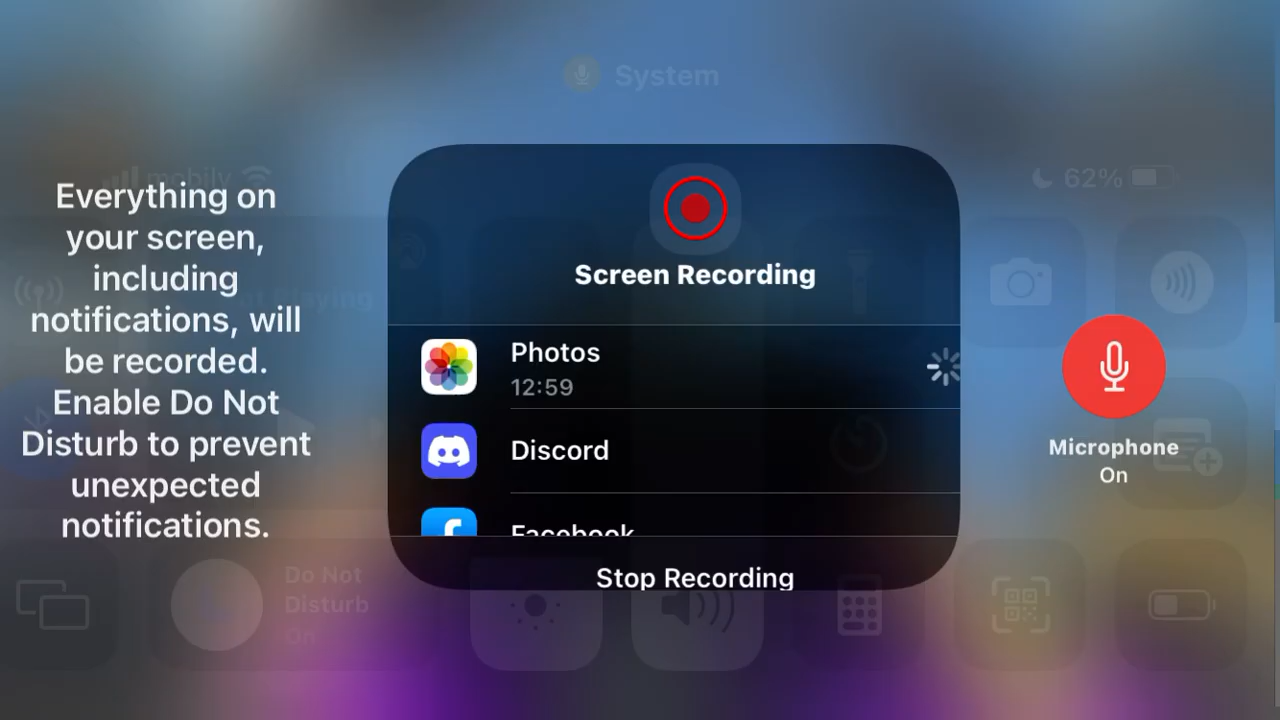 System
mobily
62%
Everything on
your screen,
including
notifications, will
be recorded.
Enable Do Not
Disturb to prevent
unexpected
notifications.
Screen Recording
Photos
12:59
Discord
Facebook
Stop Recording
Microphone
On
Do Not
Disturb
On